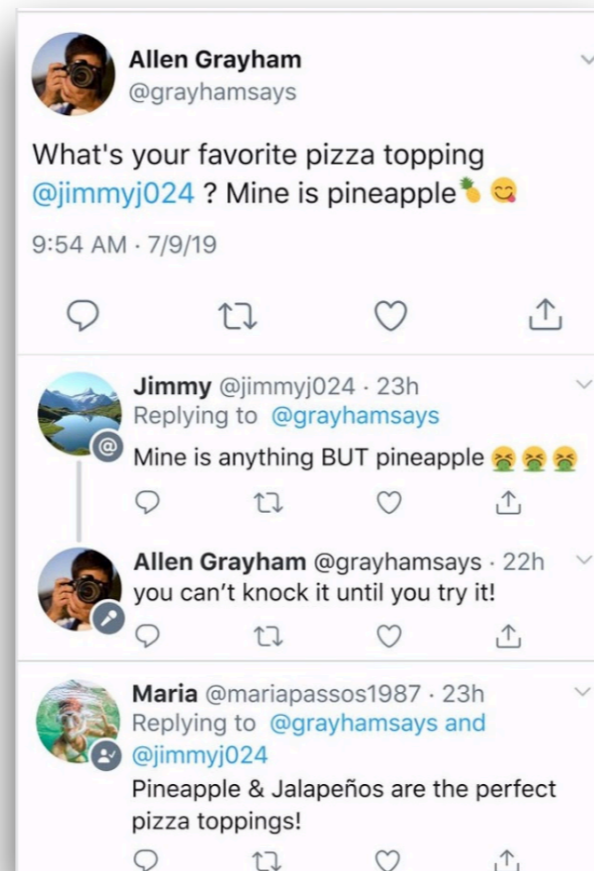 Allen Grayham
@grayhamsays
What's your favorite pizza topping
@jimmyj024 ? Mine is pineapple🍍 😋
9:54 AM · 7/9/19
Jimmy @jimmyj024 · 23h
Replying to @grayhamsays
Mine is anything BUT pineapple 🤮 🤮 🤮
Allen Grayham @grayhamsays · 22h
you can’t knock it until you try it!
Maria @mariapassos1987 · 23h
Replying to @grayhamsays and
@jimmyj024
Pineapple & Jalapeños are the perfect
pizza toppings!